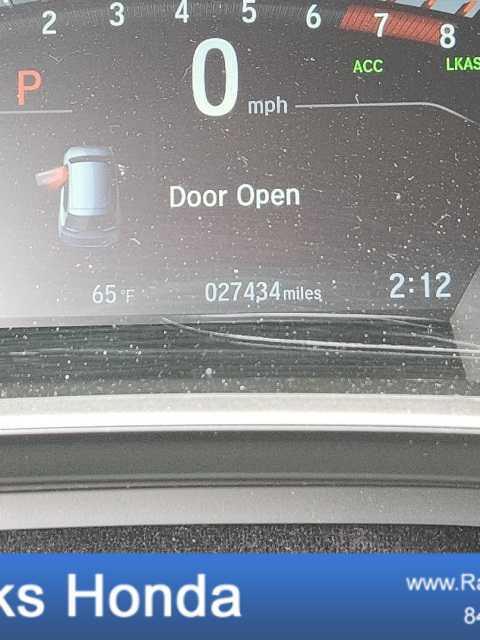 2 3 4 5 6 7 8
P 0 mph ACC LKAS
Door Open
65°F 027434 miles 2:12
ks Honda
www.Ra
84